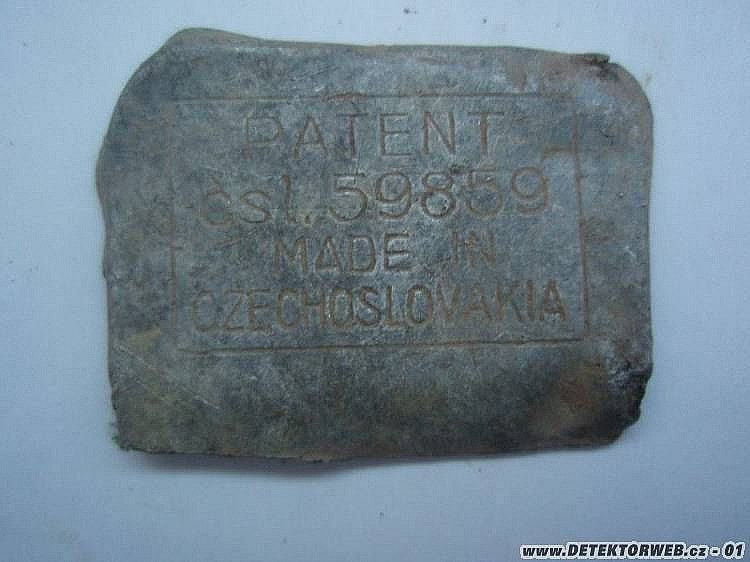 PATENT
čsl. 59859
MADE IN
CZECHOSLOVAKIA
www.DETEKTORWEB.cz - 01